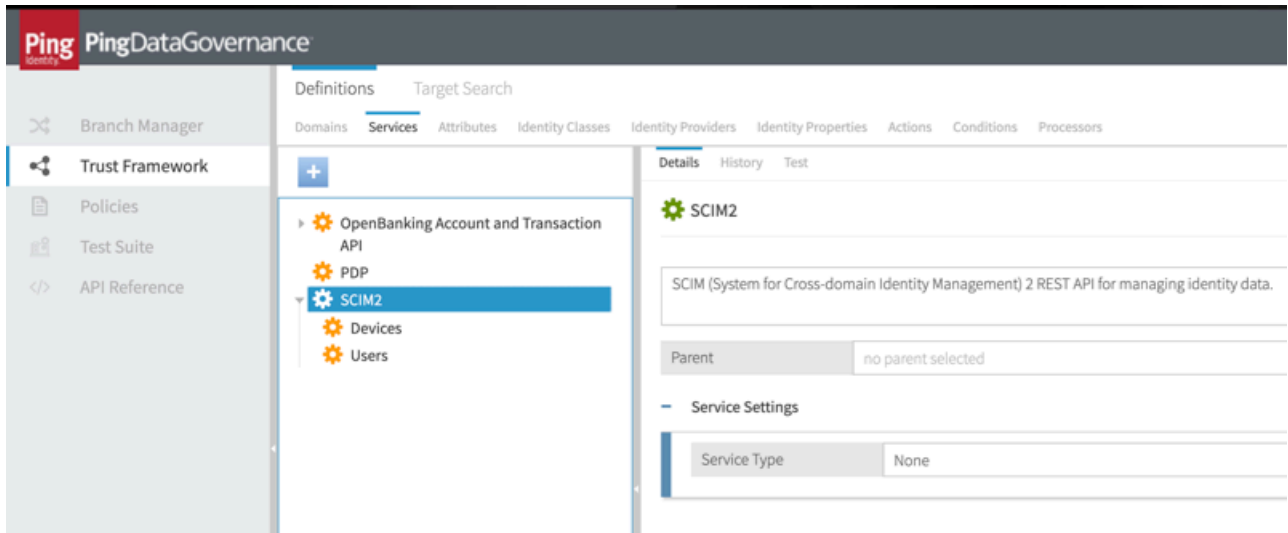 Ping
Identity
PingDataGovernance
Definitions Target Search
Branch Manager
Trust Framework
Policies
Test Suite
API Reference
Domains Services Attributes Identity Classes Identity Providers Identity Properties Actions Conditions Processors
+
OpenBanking Account and Transaction
API
PDP
SCIM2
Devices
Users
Details History Test
SCIM2
SCIM (System for Cross-domain Identity Management) 2 REST API for managing identity data.
Parent no parent selected
Service Settings
Service Type None